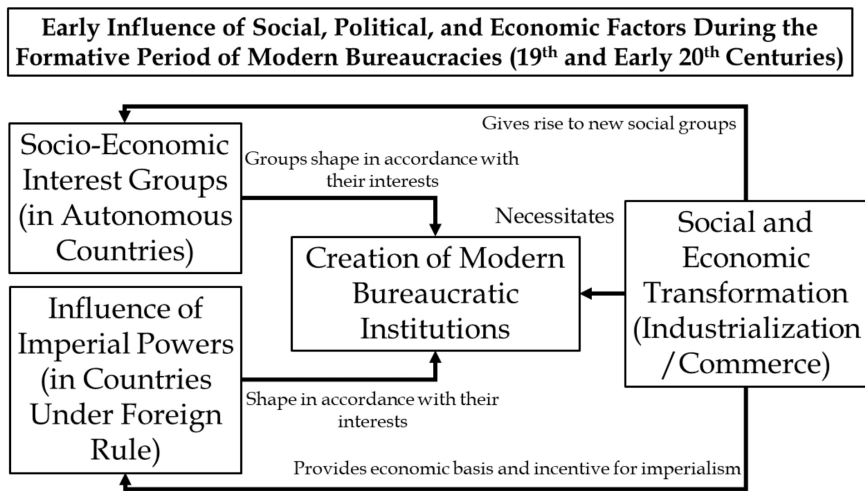 Early Influence of Social, Political, and Economic Factors During the
Formative Period of Modern Bureaucracies (19th and Early 20th Centuries)
Gives rise to new social groups
Socio-Economic
Interest Groups
(in Autonomous
Countries)
Groups shape in accordance with
their interests
Necessitates
Social and
Economic
Transformation
(Industrialization
/Commerce)
Creation of Modern
Bureaucratic
Institutions
Influence of
Imperial Powers
(in Countries
Under Foreign
Rule)
Shape in accordance with their
interests
Provides economic basis and incentive for imperialism